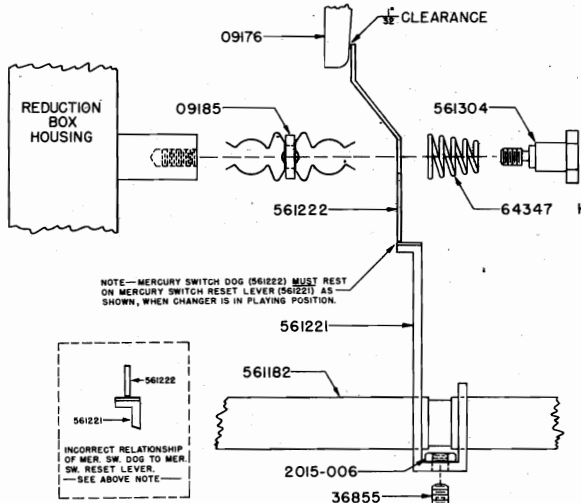 1/32" CLEARANCE
09176
REDUCTION
BOX
HOUSING
09185
561304
561222
64347
NOTE—MERCURY SWITCH DOG (561222) MUST REST
ON MERCURY SWITCH RESET LEVER (561221) AS
SHOWN, WHEN CHANGER IS IN PLAYING POSITION.
561221
561182
561222
561221
INCORRECT RELATIONSHIP
OF MER. SW. DOG TO MER.
SW. RESET LEVER.
—SEE ABOVE NOTE—
2015-006
36855